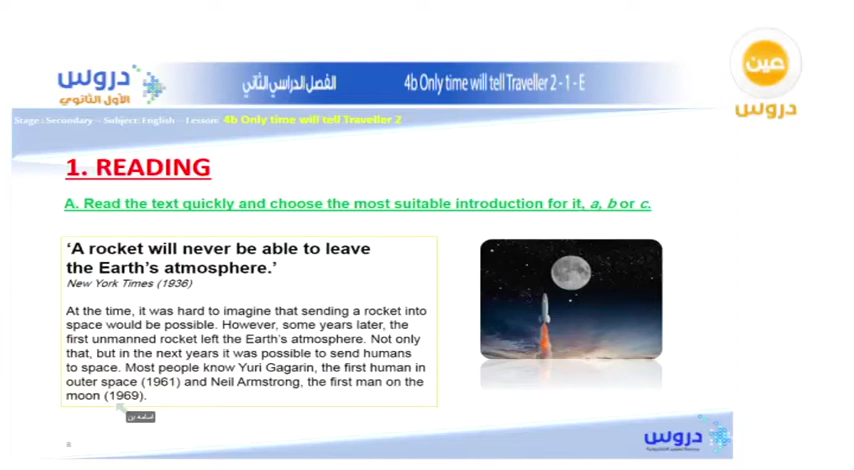 عين
دروس
دروس
الأول الثانوي
الفصل الدراسي الثاني
4b Only time will tell Traveller 2 - 1 - E
Stage : Secondary – Subject: English – Lesson: 4b Only time will tell Traveller 2
1. READING
A. Read the text quickly and choose the most suitable introduction for it, a, b or c.
‘A rocket will never be able to leave
the Earth’s atmosphere.’
New York Times (1936)
At the time, it was hard to imagine that sending a rocket into
space would be possible. However, some years later, the
first unmanned rocket left the Earth’s atmosphere. Not only
that, but in the next years it was possible to send humans
to space. Most people know Yuri Gagarin, the first human in
outer space (1961) and Neil Armstrong, the first man on the
moon (1969).
اسامه بن
دروس